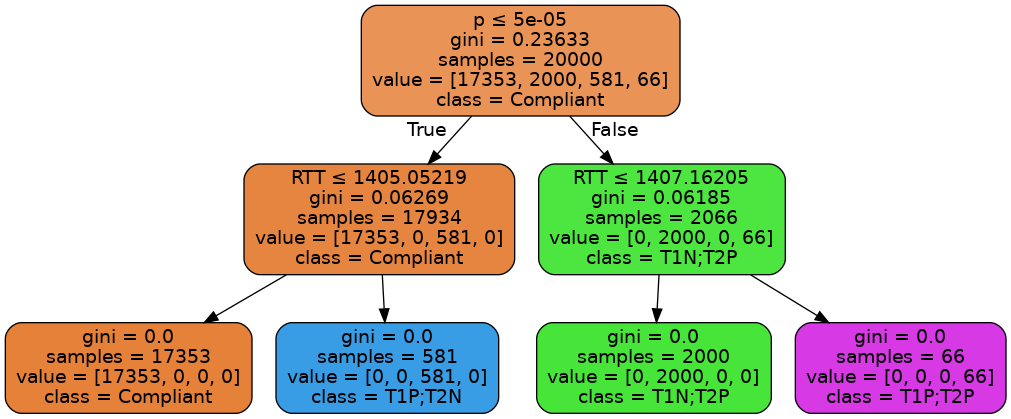 p ≤ 5e-05
gini = 0.23633
samples = 20000
value = [17353, 2000, 581, 66]
class = Compliant
True
False
RTT ≤ 1405.05219
gini = 0.06269
samples = 17934
value = [17353, 0, 581, 0]
class = Compliant
RTT ≤ 1407.16205
gini = 0.06185
samples = 2066
value = [0, 2000, 0, 66]
class = T1N;T2P
gini = 0.0
samples = 17353
value = [17353, 0, 0, 0]
class = Compliant
gini = 0.0
samples = 581
value = [0, 0, 581, 0]
class = T1P;T2N
gini = 0.0
samples = 2000
value = [0, 2000, 0, 0]
class = T1N;T2P
gini = 0.0
samples = 66
value = [0, 0, 0, 66]
class = T1P;T2P